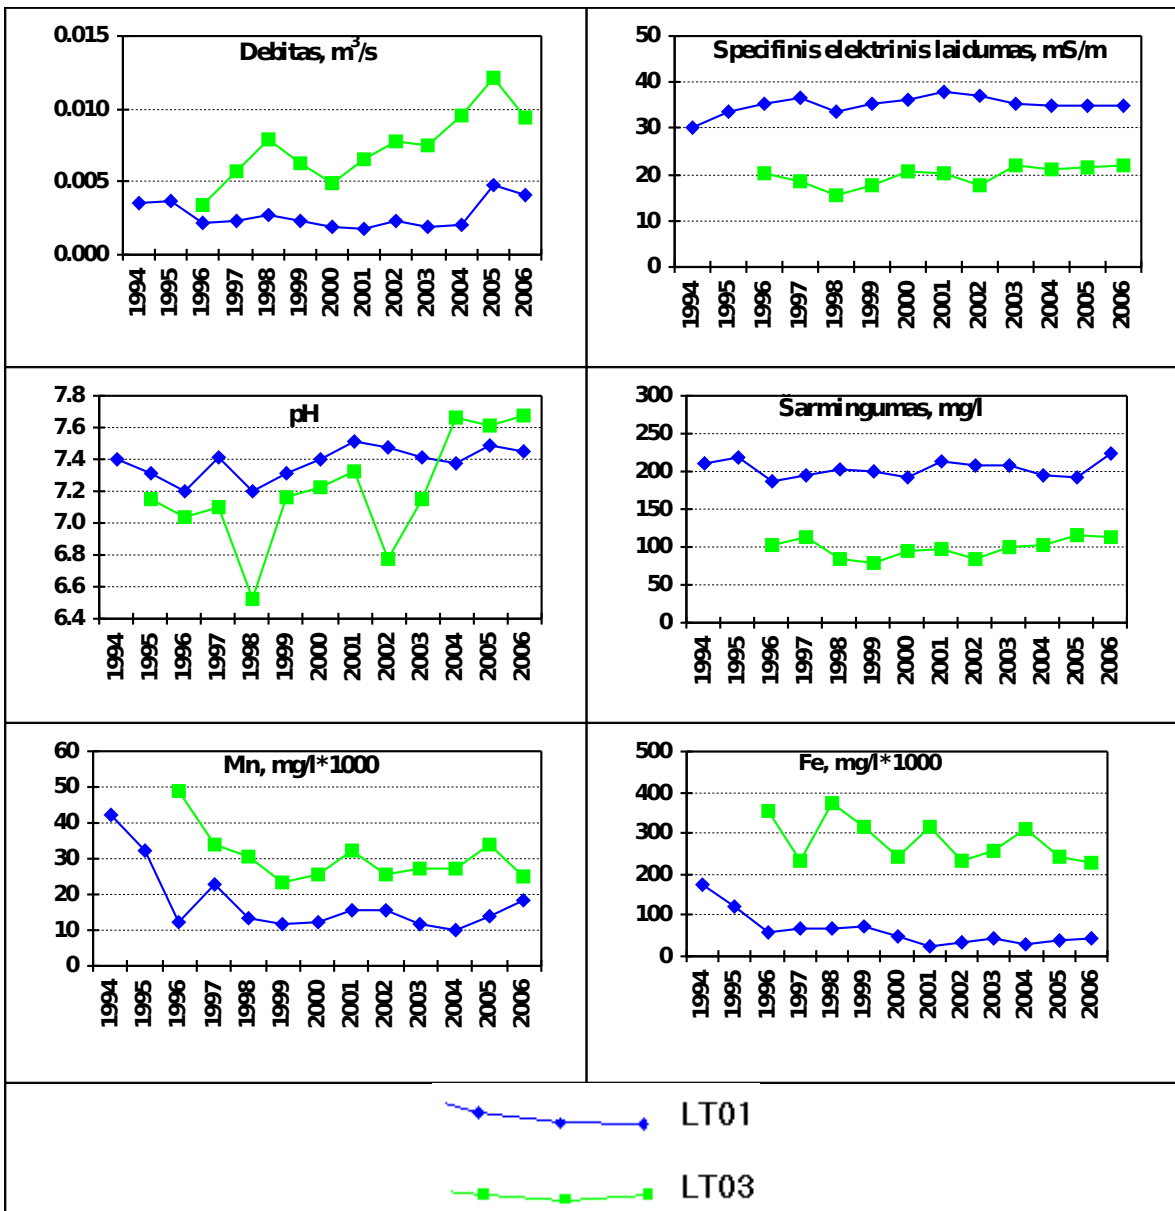 Debitas, m³/s
0.015
0.010
0.005
0.000
1994 1995 1996 1997 1998 1999 2000 2001 2002 2003 2004 2005 2006
Specifinis elektrinis laidumas, mS/m
50
40
30
20
10
0
1994 1995 1996 1997 1998 1999 2000 2001 2002 2003 2004 2005 2006
pH
7.8
7.6
7.4
7.2
7.0
6.8
6.6
6.4
1994 1995 1996 1997 1998 1999 2000 2001 2002 2003 2004 2005 2006
Šarmingumas, mg/l
300
250
200
150
100
50
0
1994 1995 1996 1997 1998 1999 2000 2001 2002 2003 2004 2005 2006
Mn, mg/l*1000
60
50
40
30
20
10
0
1994 1995 1996 1997 1998 1999 2000 2001 2002 2003 2004 2005 2006
Fe, mg/l*1000
500
400
300
200
100
0
1994 1995 1996 1997 1998 1999 2000 2001 2002 2003 2004 2005 2006
LT01
LT03